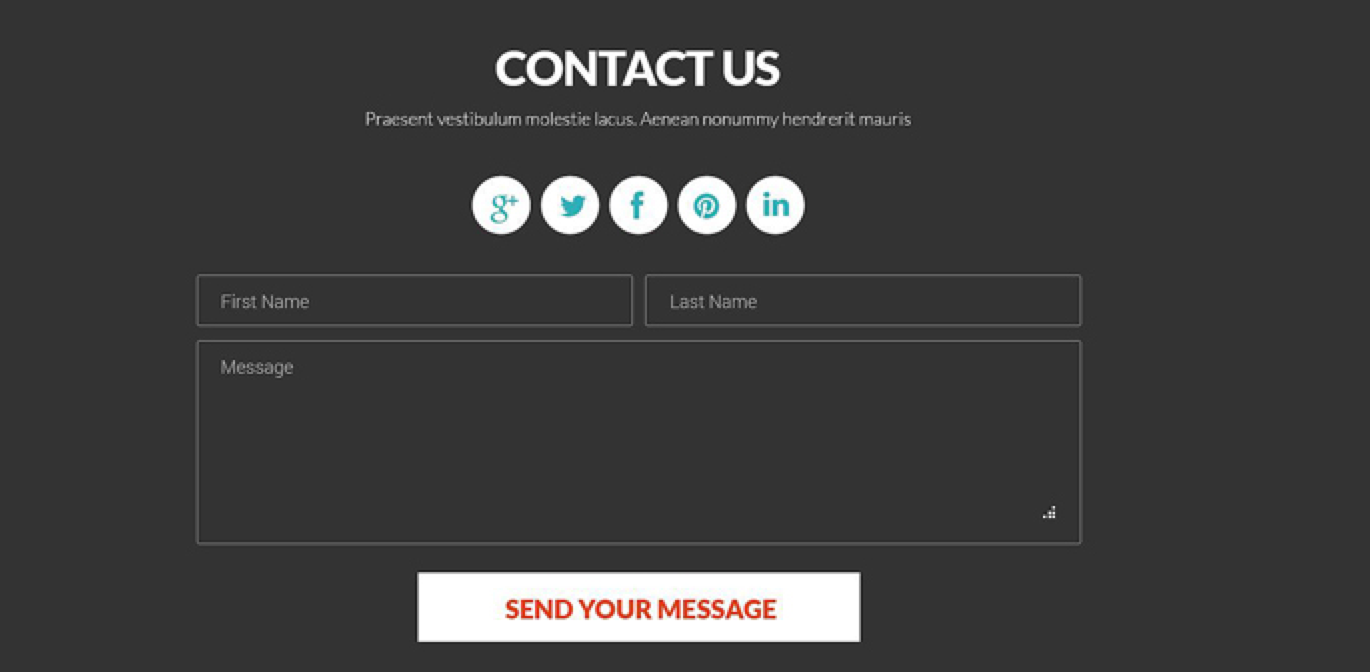 CONTACT US
Praesent vestibulum molestie lacus. Aenean nonummy hendrerit mauris
g+ f in
First Name Last Name
Message
SEND YOUR MESSAGE